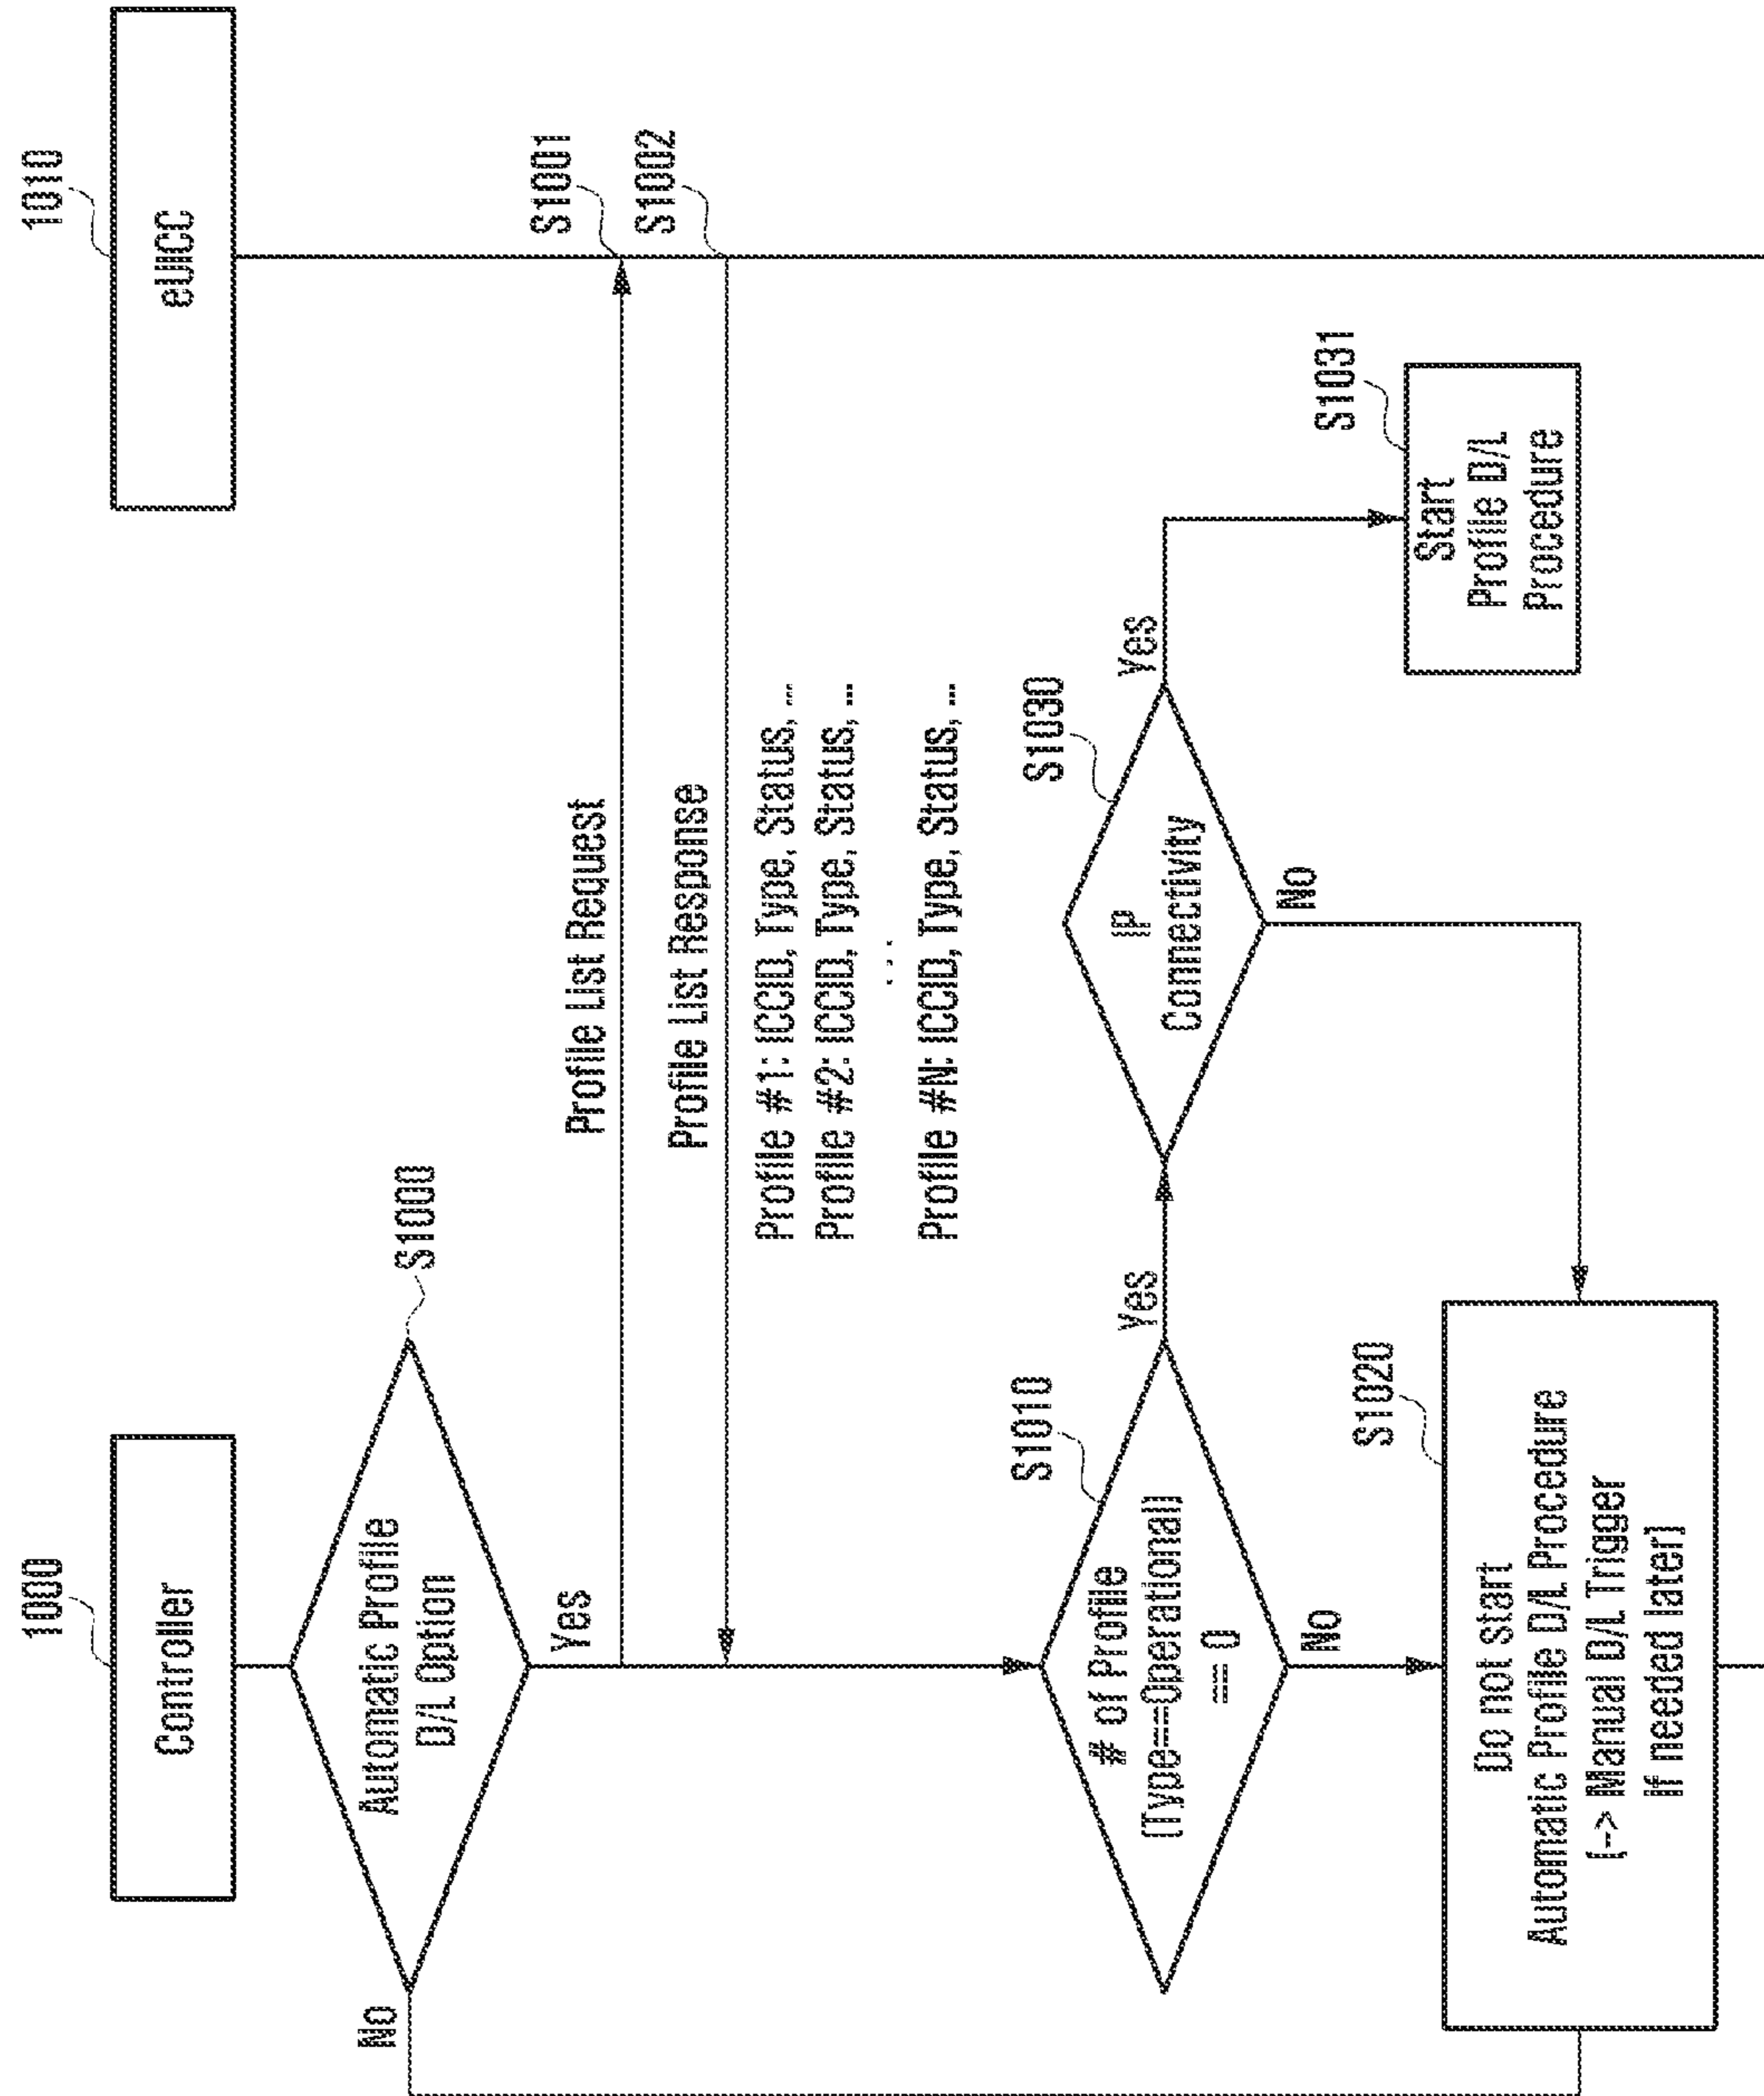 1000
Controller
1010
eUICC
S1000
Automatic Profile
D/L Option
No
Yes
Profile List Request
S1001
Profile List Response
S1002
Profile #1: ICCID, Type, Status, ...
Profile #2: ICCID, Type, Status, ...
...
Profile #N: ICCID, Type, Status, ...
S1010
# of Profile
(Type==Operational)
== 0
Yes
No
S1030
IP
Connectivity
Yes
No
S1031
Start
Profile D/L
Procedure
S1020
Do not start
Automatic Profile D/L Procedure
(-> Manual D/L Trigger
if needed later)